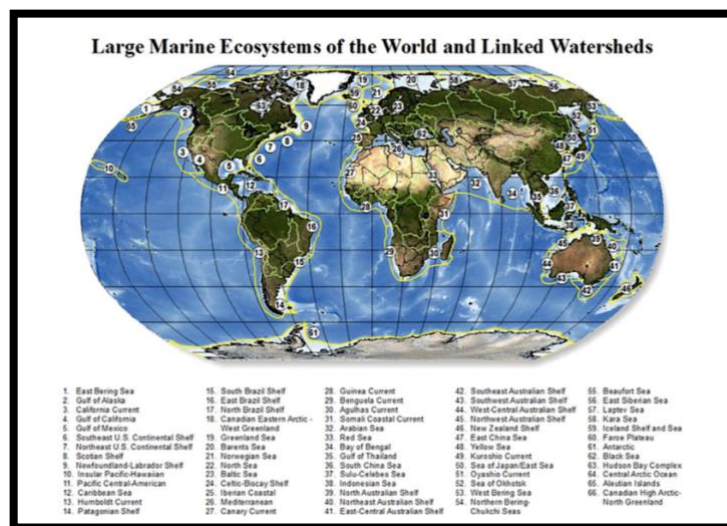 Large Marine Ecosystems of the World and Linked Watersheds
1. East Bering Sea
2. Gulf of Alaska
3. California Current
4. Gulf of California
5. Gulf of Mexico
6. Southeast U.S. Continental Shelf
7. Northeast U.S. Continental Shelf
8. Scotian Shelf
9. Newfoundland-Labrador Shelf
10. Insular Pacific-Hawaiian
11. Pacific Central-American
12. Caribbean Sea
13. Humboldt Current
14. Patagonian Shelf
15. South Brazil Shelf
16. East Brazil Shelf
17. North Brazil Shelf
18. Canadian Eastern Arctic -
West Greenland
19. Greenland Sea
20. Barents Sea
21. Norwegian Sea
22. North Sea
23. Baltic Sea
24. Celtic-Biscay Shelf
25. Iberian Coastal
26. Mediterranean
27. Canary Current
28. Guinea Current
29. Benguela Current
30. Agulhas Current
31. Somali Coastal Current
32. Arabian Sea
33. Red Sea
34. Bay of Bengal
35. Gulf of Thailand
36. South China Sea
37. Sulu-Celebes Sea
38. Indonesian Sea
39. North Australian Shelf
40. Northeast Australian Shelf
41. East-Central Australian Shelf
42. Southeast Australian Shelf
43. Southwest Australian Shelf
44. West-Central Australian Shelf
45. Northwest Australian Shelf
46. New Zealand Shelf
47. East China Sea
48. Yellow Sea
49. Kuroshio Current
50. Sea of Japan/East Sea
51. Oyashio Current
52. Sea of Okhotsk
53. West Bering Sea
54. Northern Bering-
Chukchi Seas
55. Beaufort Sea
56. East Siberian Sea
57. Laptev Sea
58. Kara Sea
59. Iceland Shelf and Sea
60. Faroe Plateau
61. Antarctic
62. Black Sea
63. Hudson Bay Complex
64. Central Arctic Ocean
65. Aleutian Islands
66. Canadian High Arctic-
North Greenland